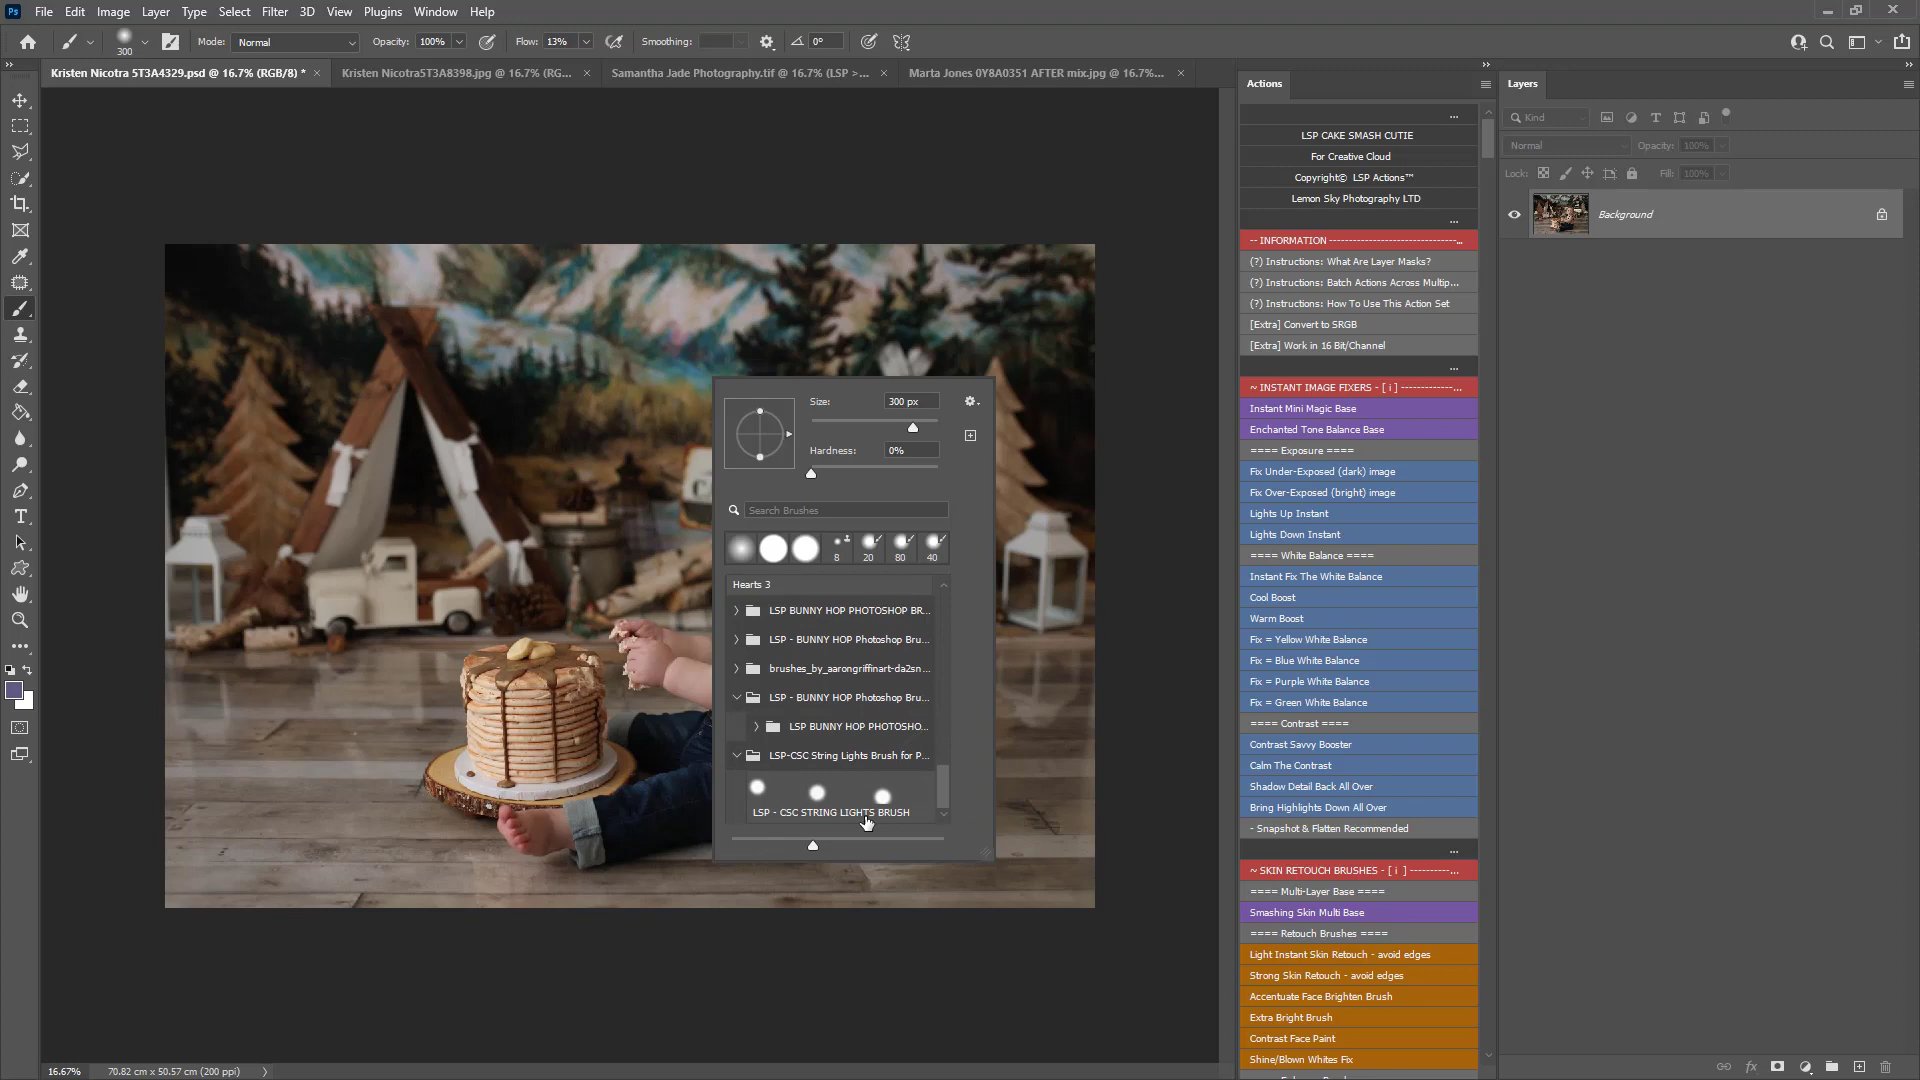 Ps File Edit Image Layer Type Select Filter 3D View Plugins Window Help
300 Mode: Normal Opacity: 100% Flow: 13% Smoothing: 0°
Kristen Nicotra 5T3A4329.psd @ 16.7% (RGB/8) * Kristen Nicotra5T3A8398.jpg @ 16.7% (RG... Samantha Jade Photography.tif @ 16.7% (LSP >... Marta Jones 0Y8A0351 AFTER mix.jpg @ 16.7%...
Size: 300 px
Hardness: 0%
Search Brushes
8 20 80 40
Hearts 3
LSP BUNNY HOP PHOTOSHOP BR...
LSP - BUNNY HOP Photoshop Bru...
brushes_by_aarongriffinart-da2sn...
LSP - BUNNY HOP Photoshop Bru...
LSP BUNNY HOP PHOTOSHO...
LSP-CSC String Lights Brush for P...
LSP - CSC STRING LIGHTS BRUSH
16.67% 70.82 cm x 50.57 cm (200 ppi)
Actions
...
LSP CAKE SMASH CUTIE
For Creative Cloud
Copyright© LSP Actions™
Lemon Sky Photography LTD
...
-- INFORMATION ----------------------------------...
(?) Instructions: What Are Layer Masks?
(?) Instructions: Batch Actions Across Multip...
(?) Instructions: How To Use This Action Set
[Extra] Convert to SRGB
[Extra] Work in 16 Bit/Channel
...
~ INSTANT IMAGE FIXERS - [ i ] -------------...
Instant Mini Magic Base
Enchanted Tone Balance Base
==== Exposure ====
Fix Under-Exposed (dark) image
Fix Over-Exposed (bright) image
Lights Up Instant
Lights Down Instant
==== White Balance ====
Instant Fix The White Balance
Cool Boost
Warm Boost
Fix = Yellow White Balance
Fix = Blue White Balance
Fix = Purple White Balance
Fix = Green White Balance
==== Contrast ====
Contrast Savvy Booster
Calm The Contrast
Shadow Detail Back All Over
Bring Highlights Down All Over
- Snapshot & Flatten Recommended
...
~ SKIN RETOUCH BRUSHES - [ i ] ----------...
==== Multi-Layer Base ====
Smashing Skin Multi Base
==== Retouch Brushes ====
Light Instant Skin Retouch - avoid edges
Strong Skin Retouch - avoid edges
Accentuate Face Brighten Brush
Extra Bright Brush
Contrast Face Paint
Shine/Blown Whites Fix
Layers
Kind
Normal Opacity: 100%
Lock: Fill: 100%
Background
fx